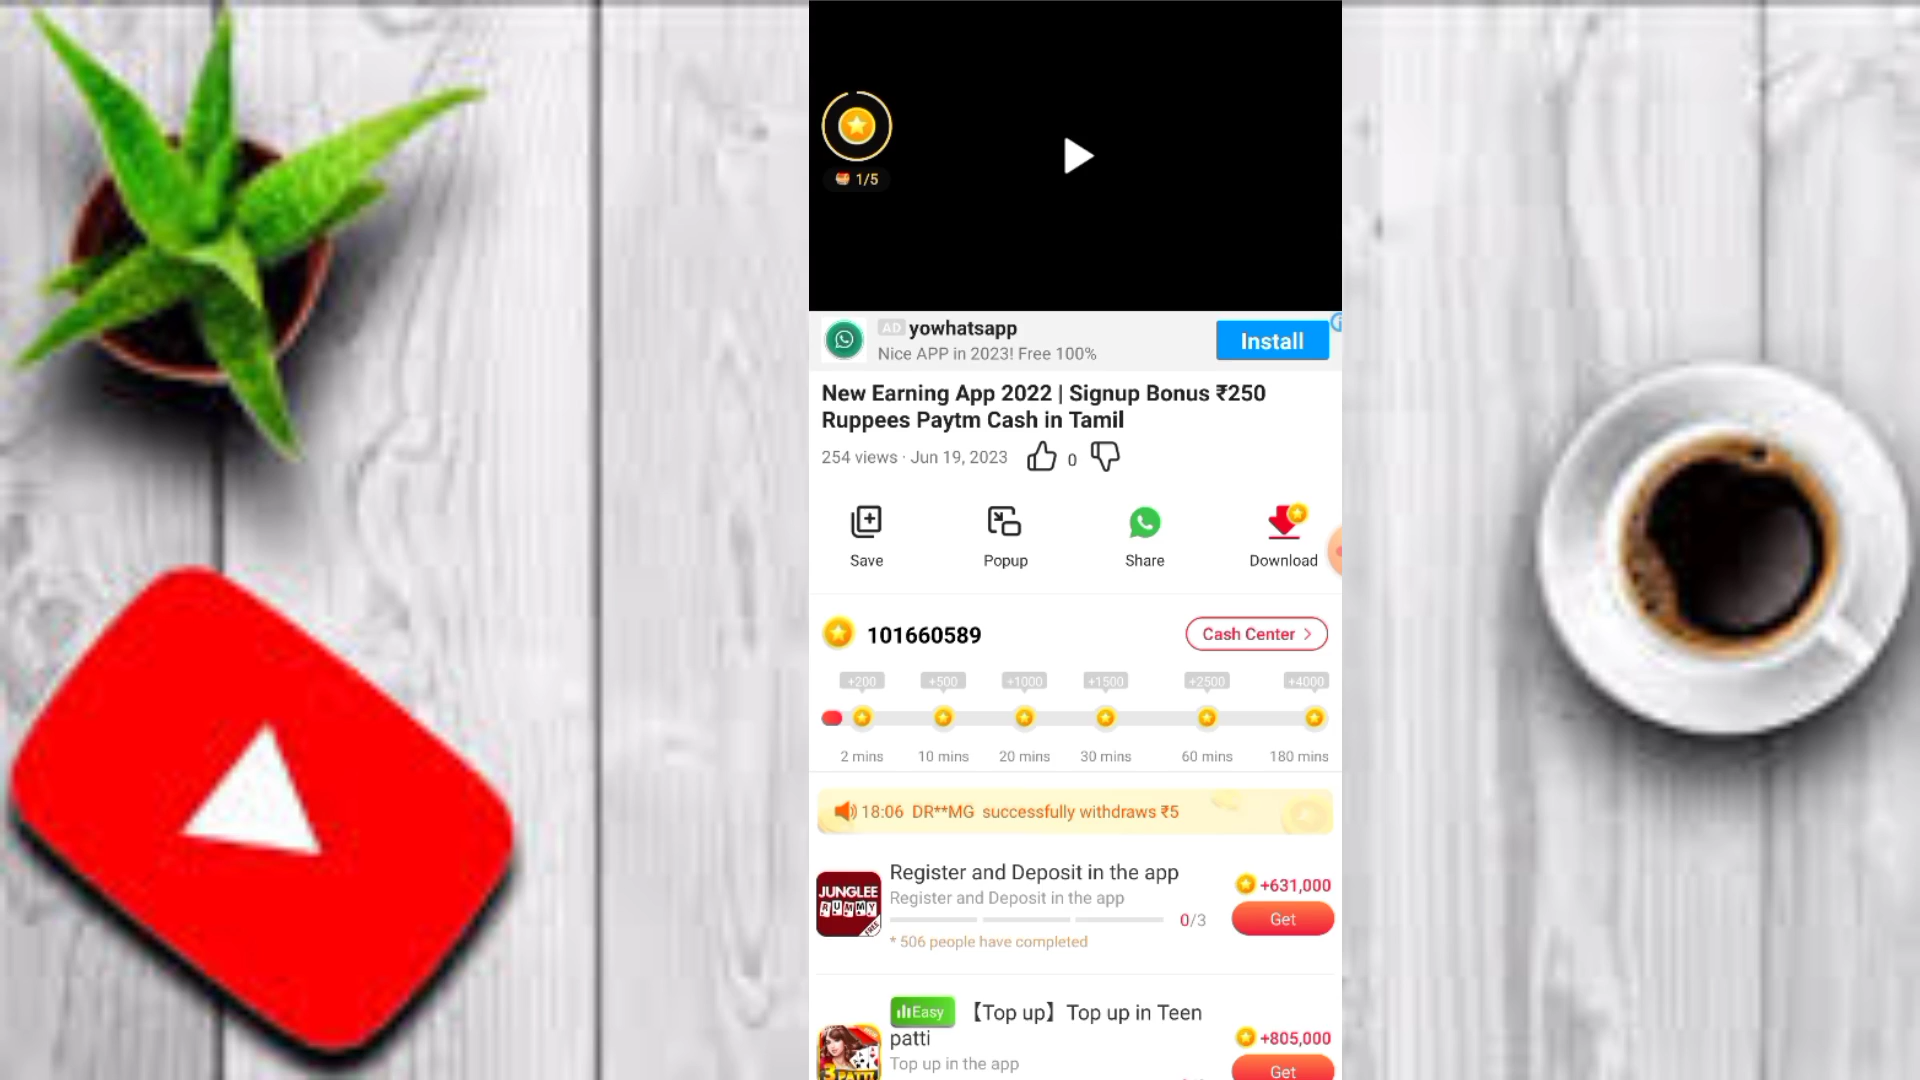 1/5
AD yowhatsapp
Nice APP in 2023! Free 100%
Install
New Earning App 2022 | Signup Bonus ₹250
Ruppees Paytm Cash in Tamil
254 views · Jun 19, 2023
0
Save
Popup
Share
Download
101660589
Cash Center >
+200
+500
+1000
+1500
+2500
+4000
2 mins
10 mins
20 mins
30 mins
60 mins
180 mins
18:06 DR**MG successfully withdraws ₹5
JUNGLEE
RUMMY
FREE
Register and Deposit in the app
Register and Deposit in the app
0/3
* 506 people have completed
+631,000
Get
Easy 【Top up】Top up in Teen
patti
Top up in the app
3 PATTI
+805,000
Get